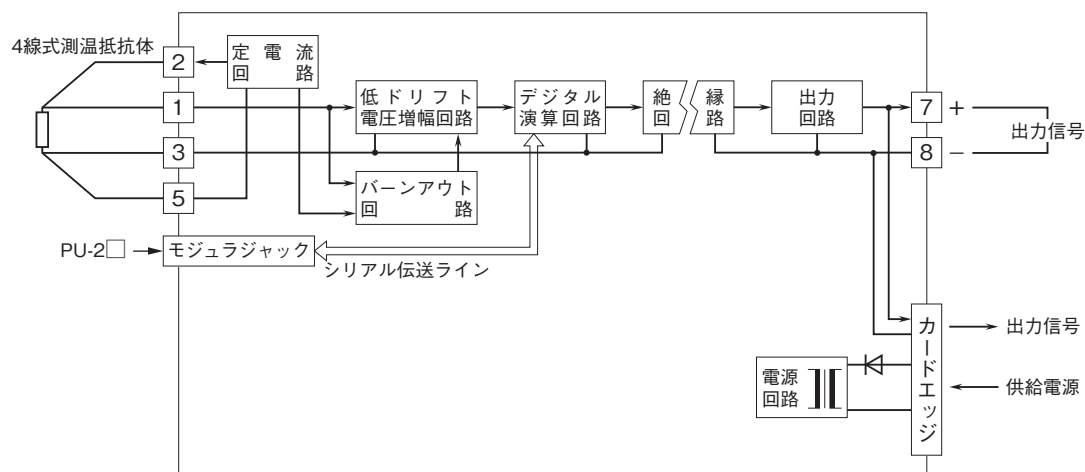 4線式測温抵抗体
2
定電流
回路
1
低ドリフト
電圧増幅回路
デジタル
演算回路
絶縁
回路
出力
回路
7
+
出力信号
3
8
−
5
バーンアウト
回路
PU-2□
モジュラジャック
シリアル伝送ライン
カードエッジ
出力信号
電源
回路
供給電源